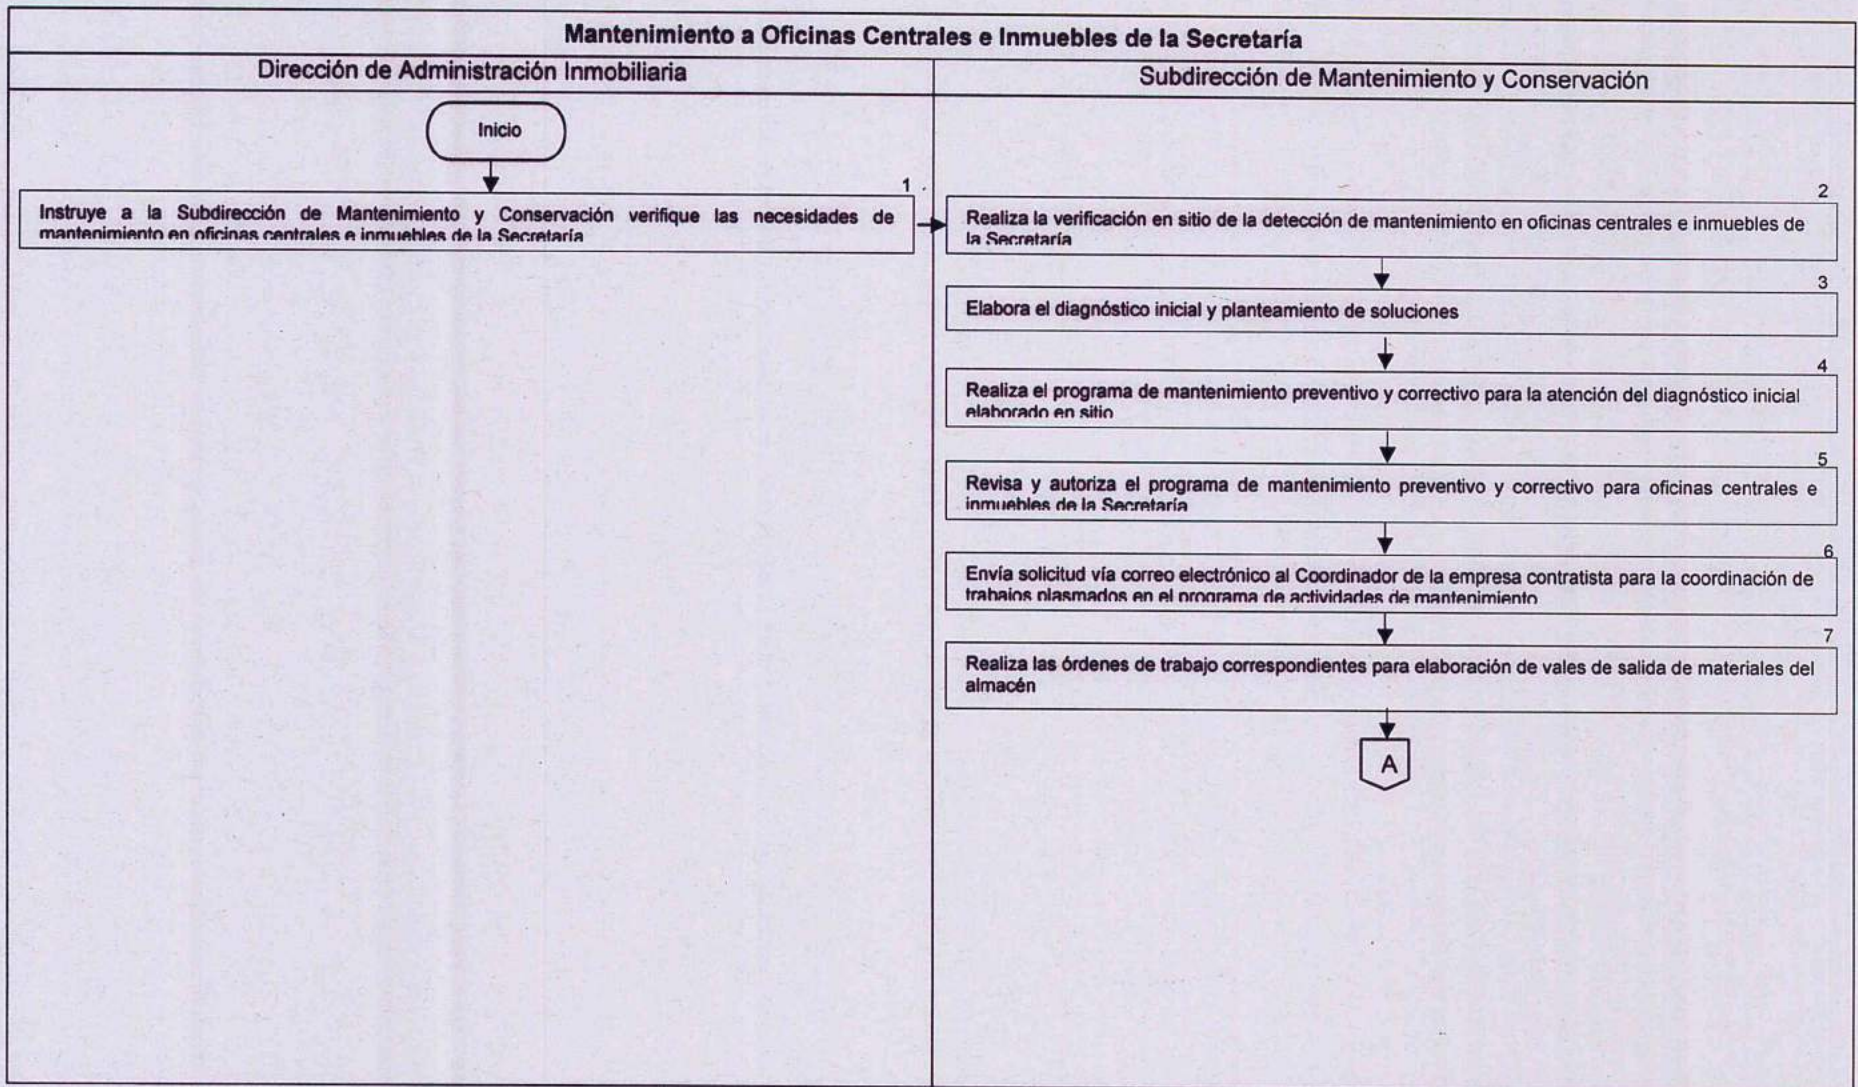 Mantenimiento a Oficinas Centrales e Inmuebles de la Secretaría
Dirección de Administración Inmobiliaria
Subdirección de Mantenimiento y Conservación
Inicio
1
Instruye a la Subdirección de Mantenimiento y Conservación verifique las necesidades de
mantenimiento en oficinas centrales e inmuebles de la Secretaría
2
Realiza la verificación en sitio de la detección de mantenimiento en oficinas centrales e inmuebles de
la Secretaría
3
Elabora el diagnóstico inicial y planteamiento de soluciones
4
Realiza el programa de mantenimiento preventivo y correctivo para la atención del diagnóstico inicial
elaborado en sitio
5
Revisa y autoriza el programa de mantenimiento preventivo y correctivo para oficinas centrales e
inmuebles de la Secretaría
6
Envía solicitud vía correo electrónico al Coordinador de la empresa contratista para la coordinación de
trabajos plasmados en el programa de actividades de mantenimiento
7
Realiza las órdenes de trabajo correspondientes para elaboración de vales de salida de materiales del
almacén
A